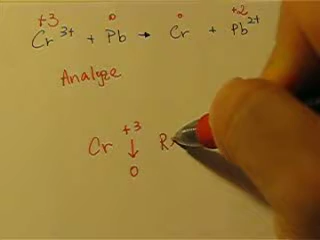 +3 0 0 +2
Cr³⁺ + Pb → Cr + Pb²⁺
Analyze
Cr +3 R
↓
0